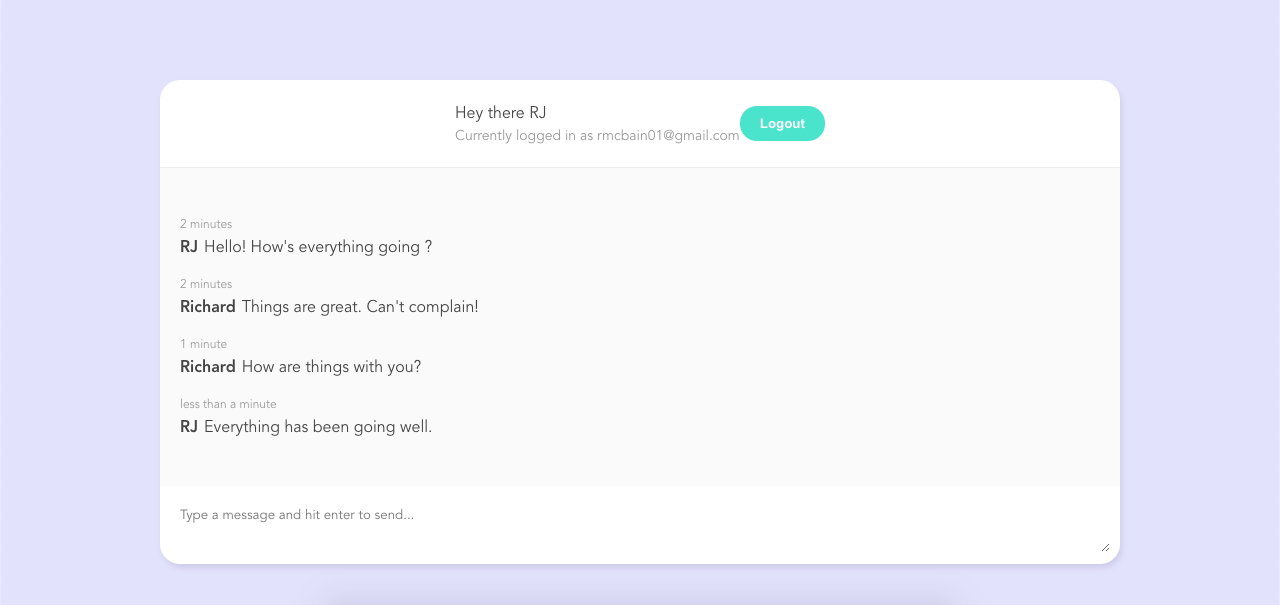 Hey there RJ
Currently logged in as rmcbain01@gmail.com
Logout
2 minutes
RJ Hello! How's everything going ?
2 minutes
Richard Things are great. Can't complain!
1 minute
Richard How are things with you?
less than a minute
RJ Everything has been going well.
Type a message and hit enter to send...